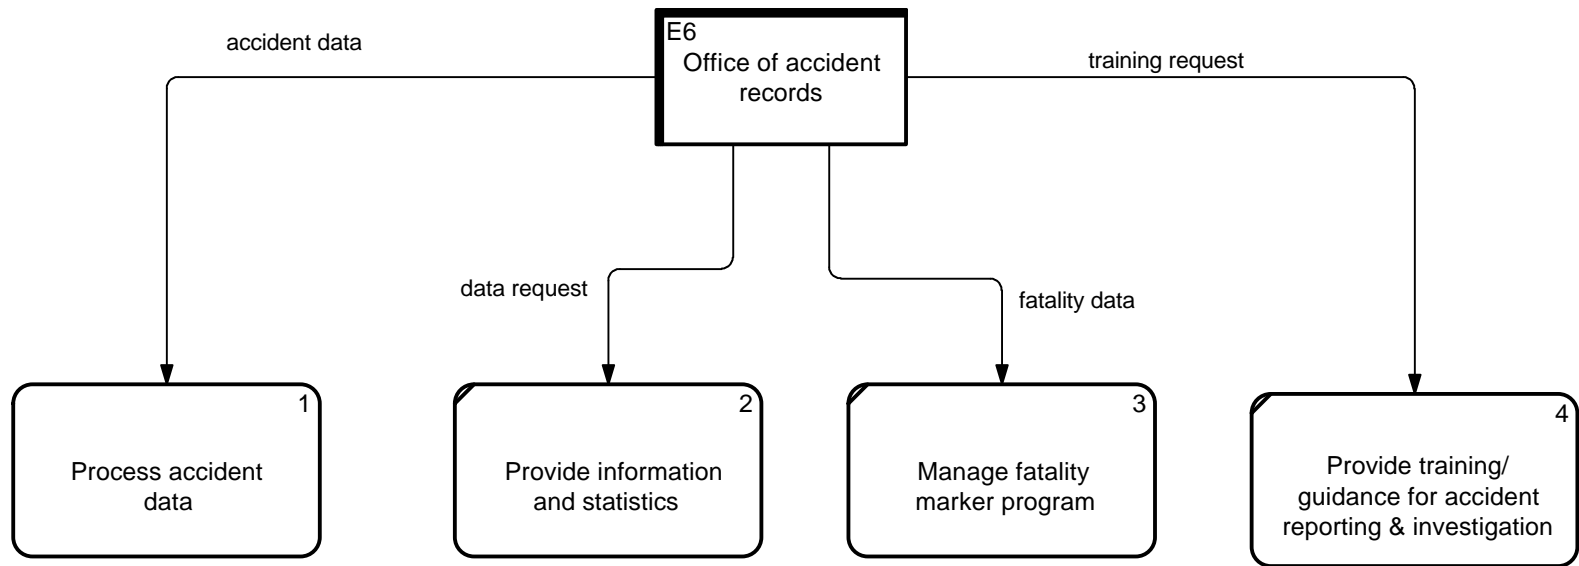 E6
Office of accident
records
accident data
training request
data request
fatality data
1
Process accident
data
2
Provide information
and statistics
3
Manage fatality
marker program
4
Provide training/
guidance for accident
reporting & investigation